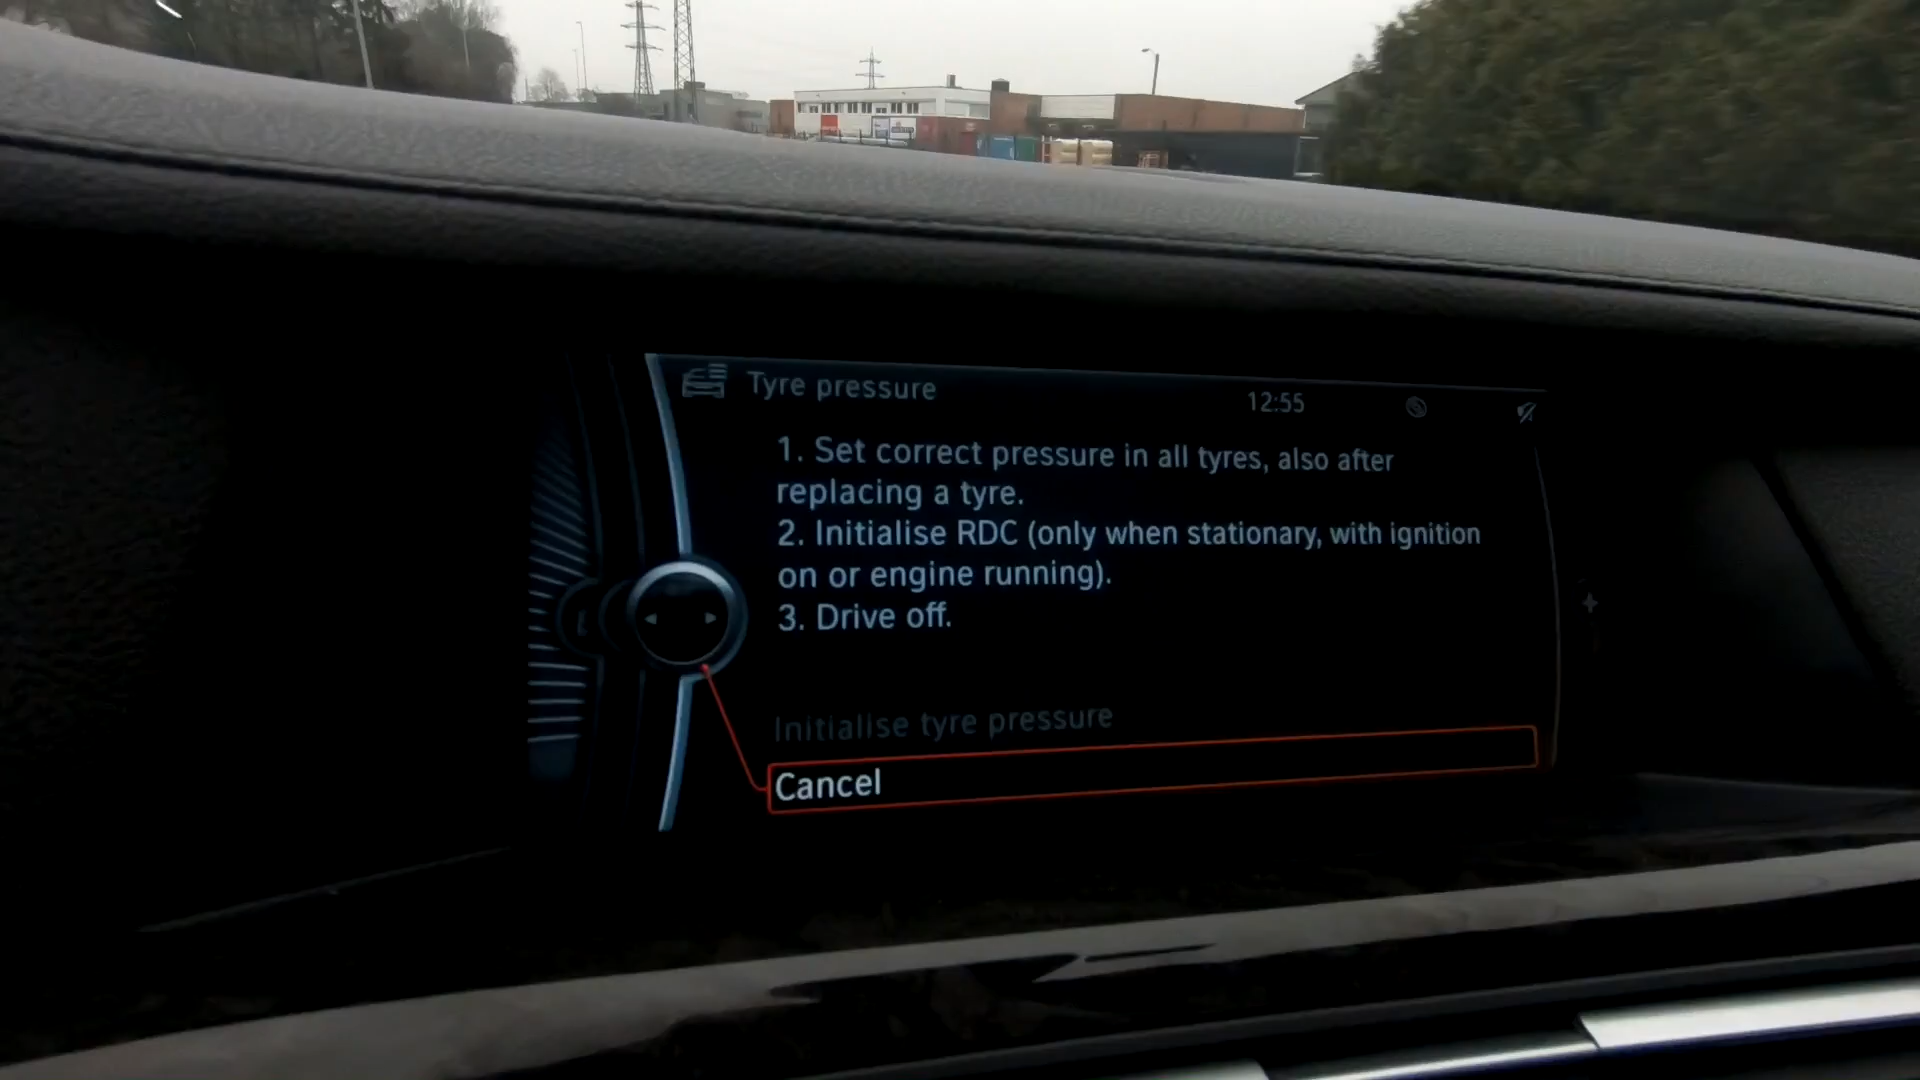 Tyre pressure
12:55
1. Set correct pressure in all tyres, also after
replacing a tyre.
2. Initialise RDC (only when stationary, with ignition
on or engine running).
3. Drive off.
Initialise tyre pressure
Cancel